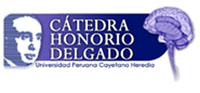 CÁTEDRA
HONORIO
DELGADO
Universidad Peruana Cayetano Heredia